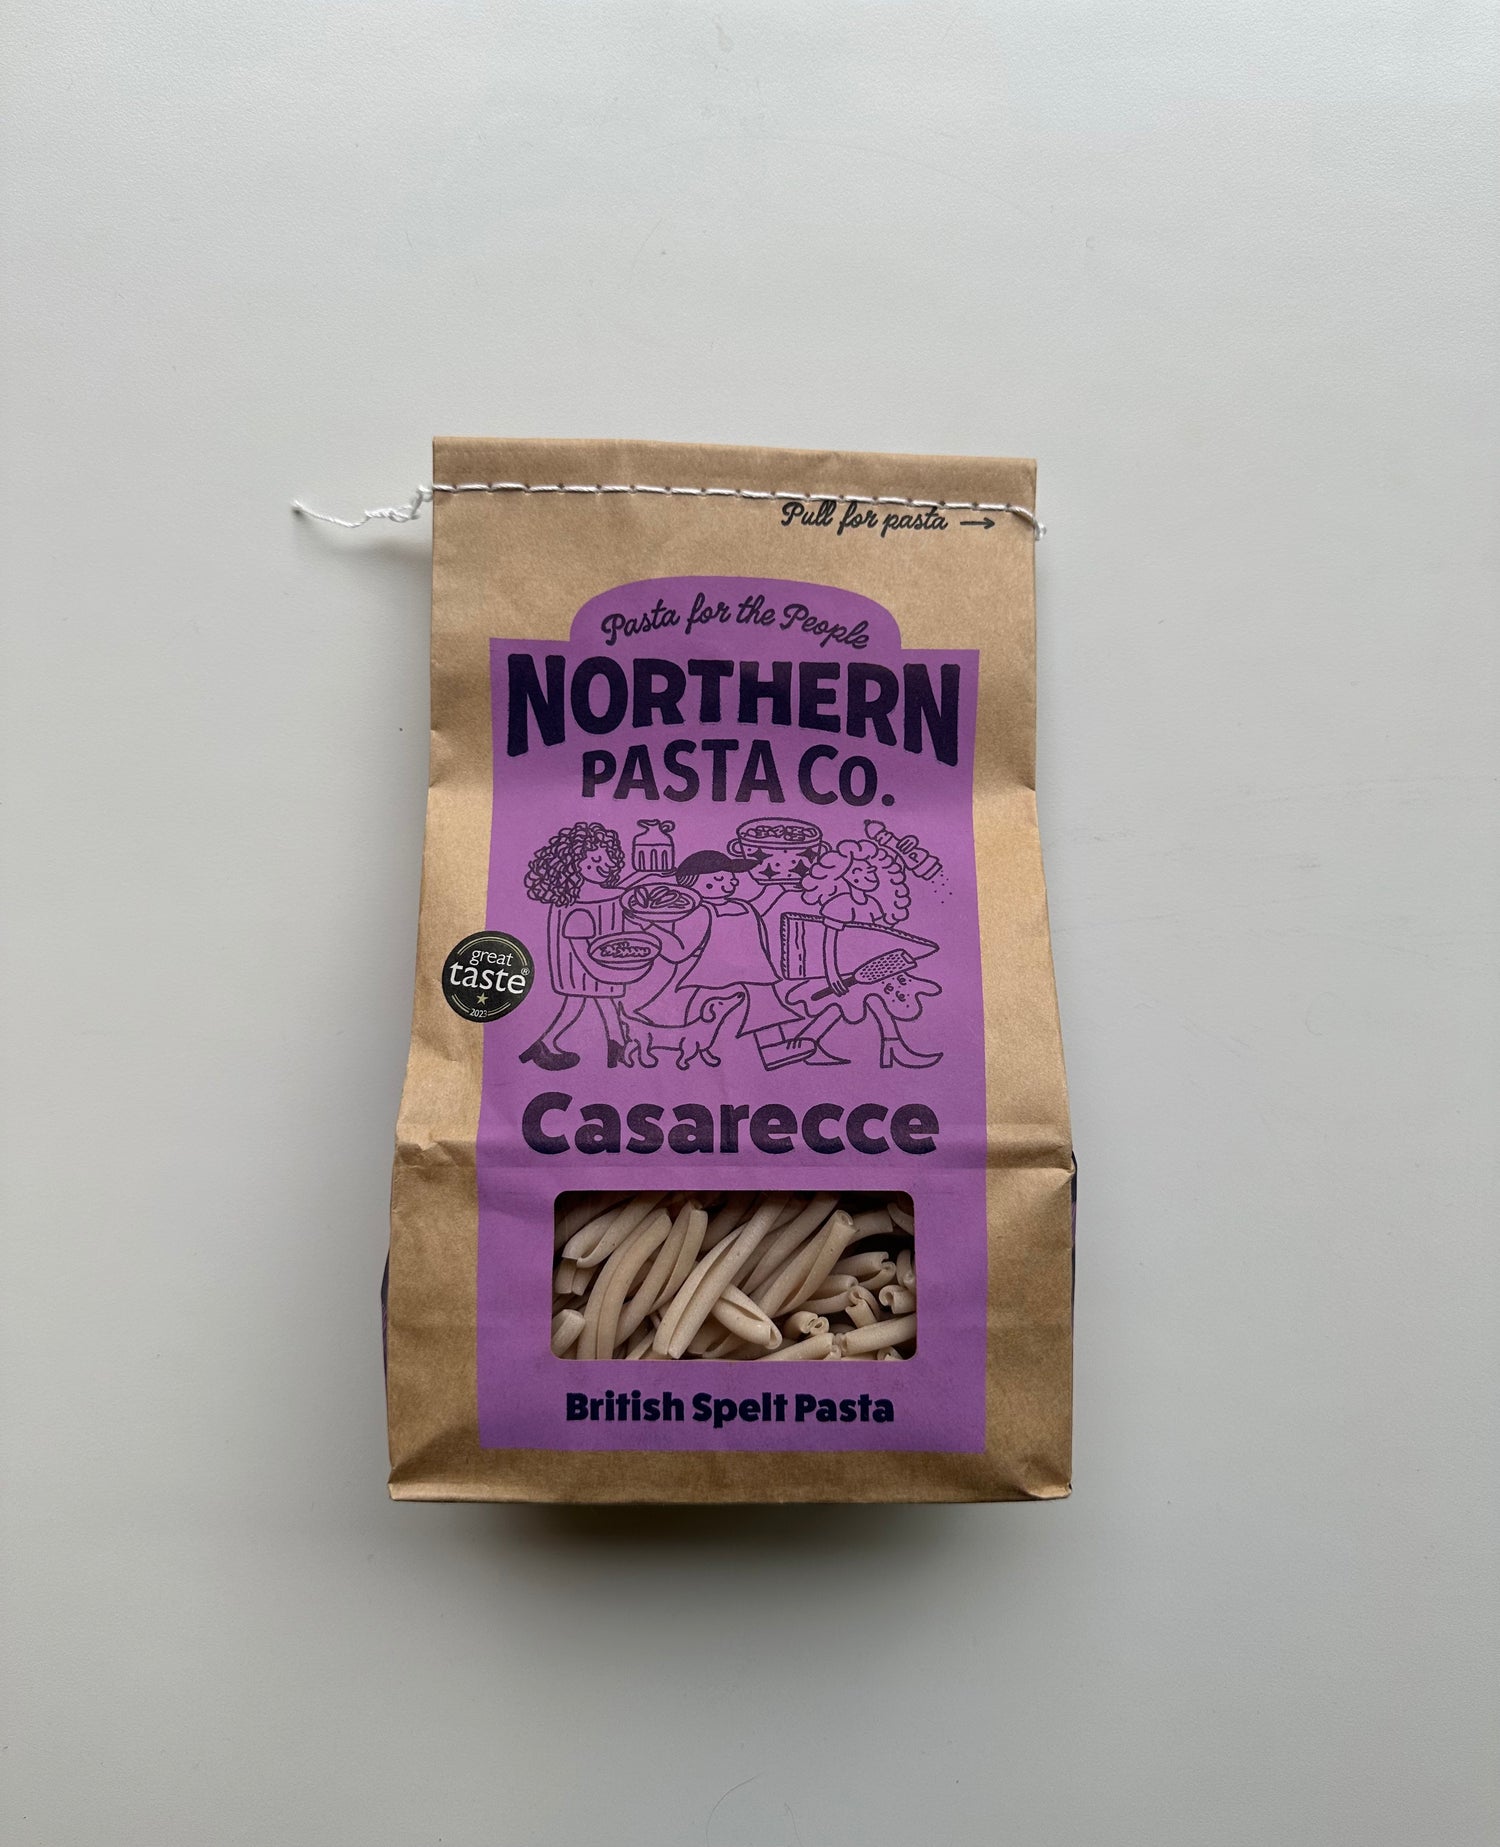 Pull for pasta →
Pasta for the People
NORTHERN
PASTA Co.
great
taste®
2023
Casarecce
British Spelt Pasta